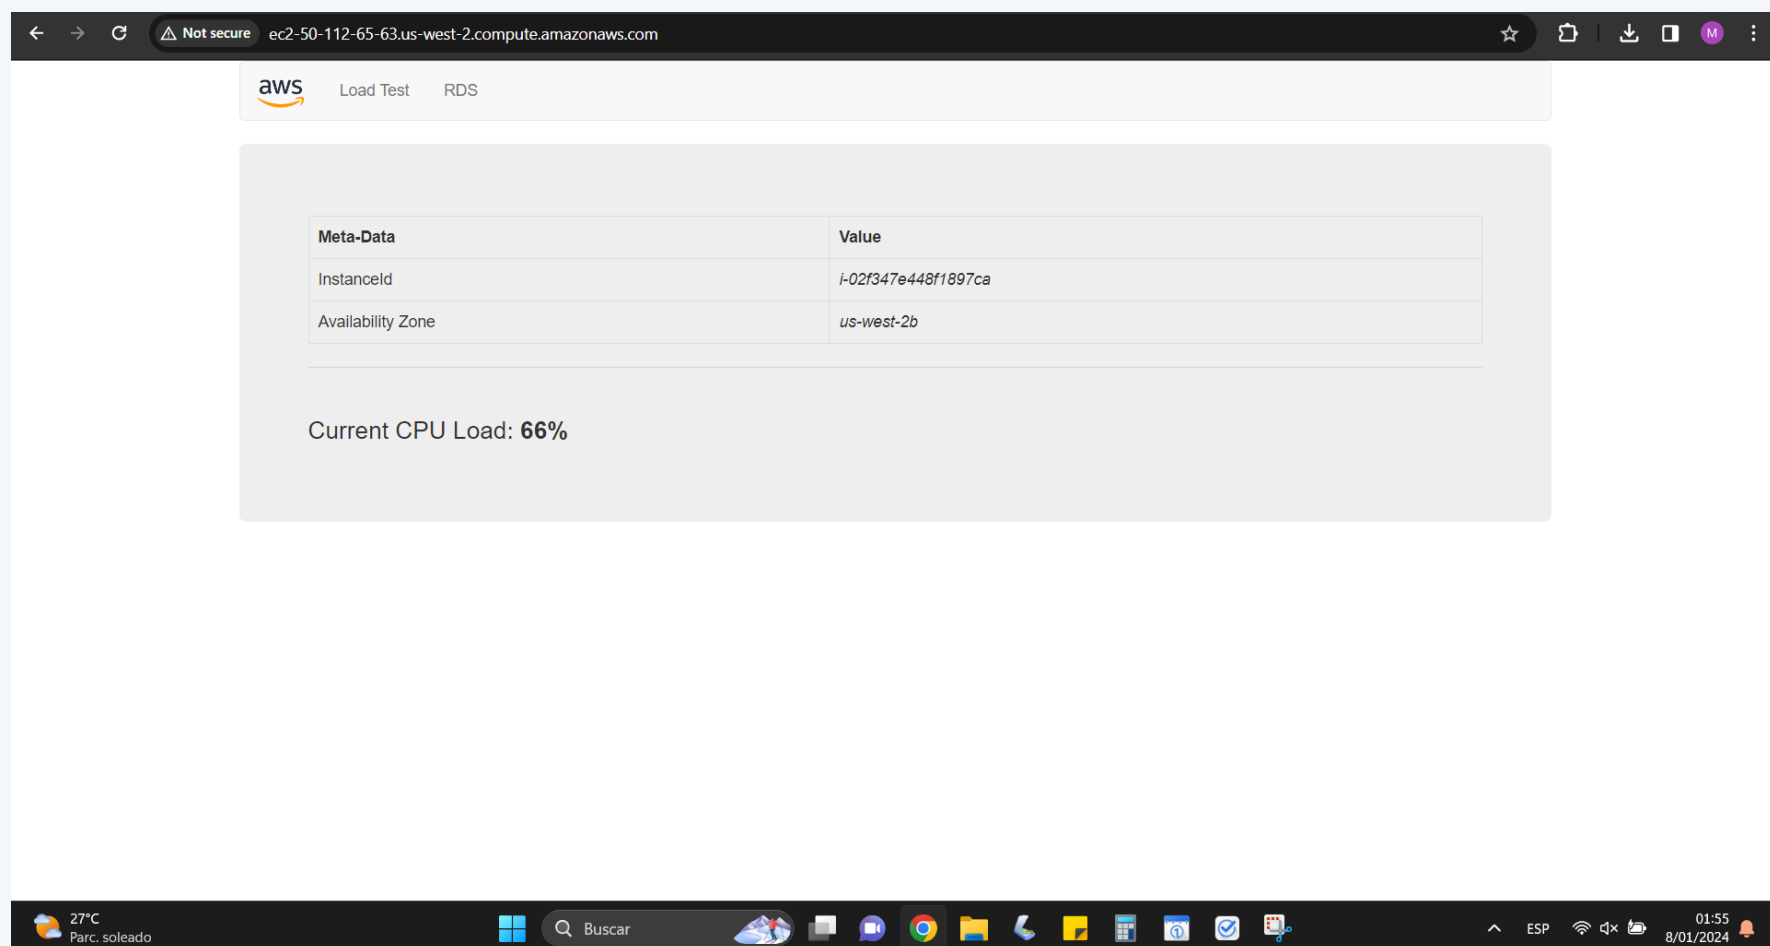 Not secure ec2-50-112-65-63.us-west-2.compute.amazonaws.com M
aws Load Test RDS
Meta-Data Value
InstanceId i-02f347e448f1897ca
Availability Zone us-west-2b
Current CPU Load: 66%
27°C
Parc. soleado
Buscar
ESP
01:55
8/01/2024